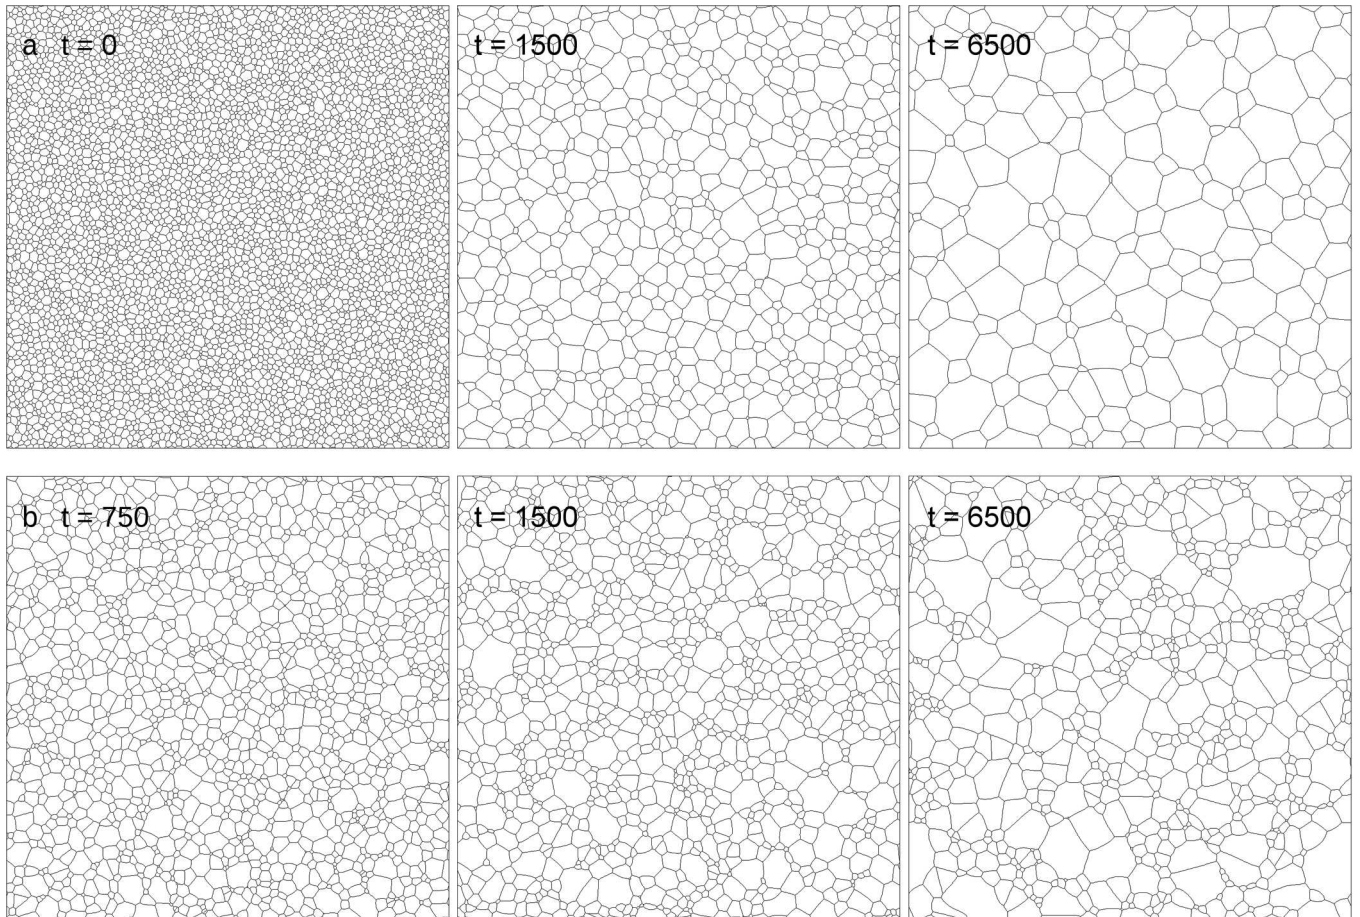 a t = 0
t = 1500
t = 6500
b t = 750
t = 1500
t = 6500